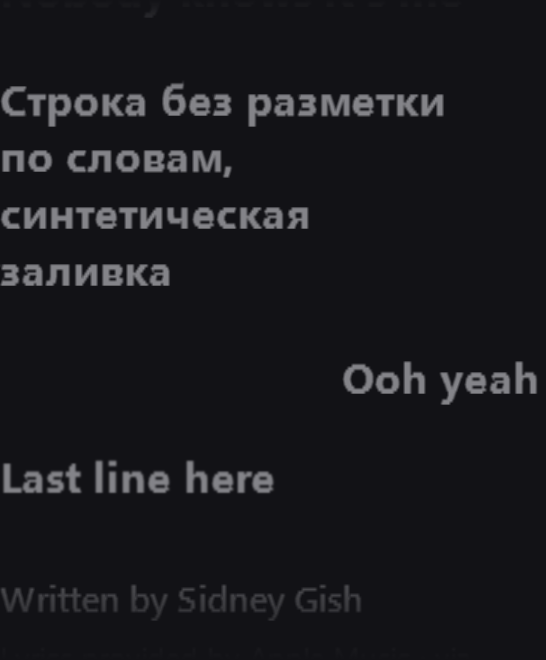 Строка без разметки
по словам,
синтетическая
заливка
Ooh yeah
Last line here
Written by Sidney Gish